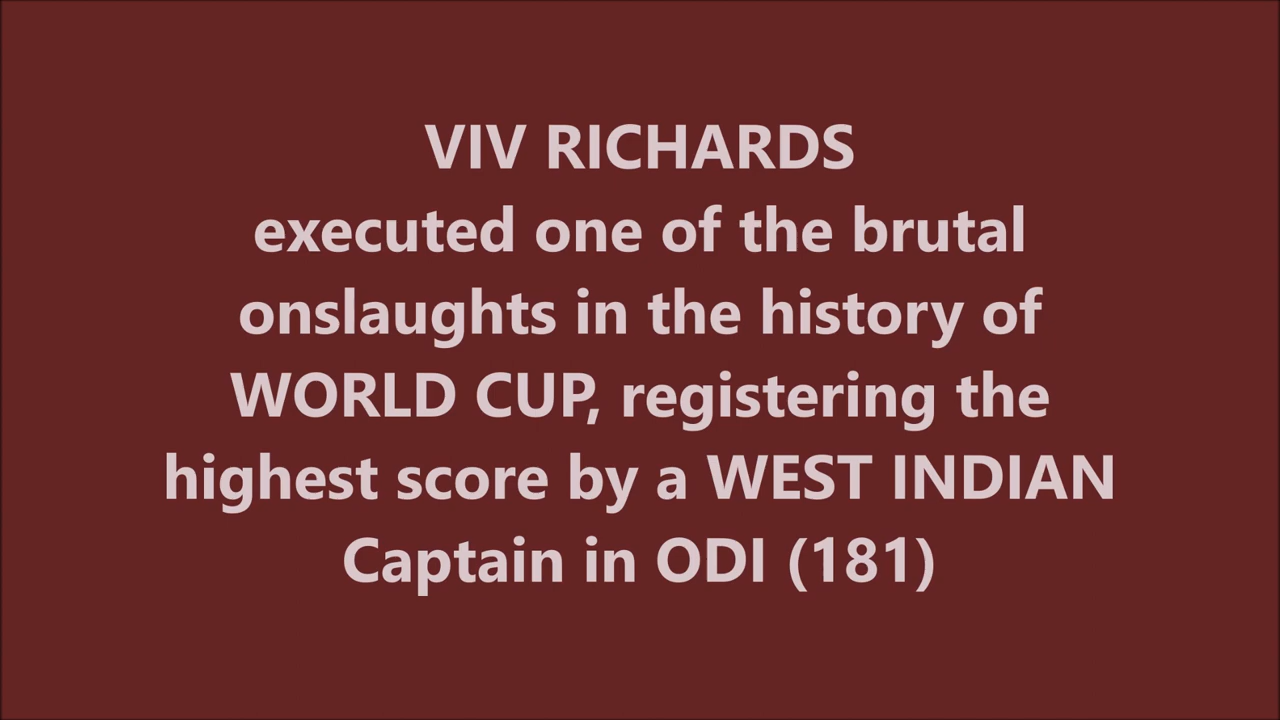 VIV RICHARDS
executed one of the brutal
onslaughts in the history of
WORLD CUP, registering the
highest score by a WEST INDIAN
Captain in ODI (181)